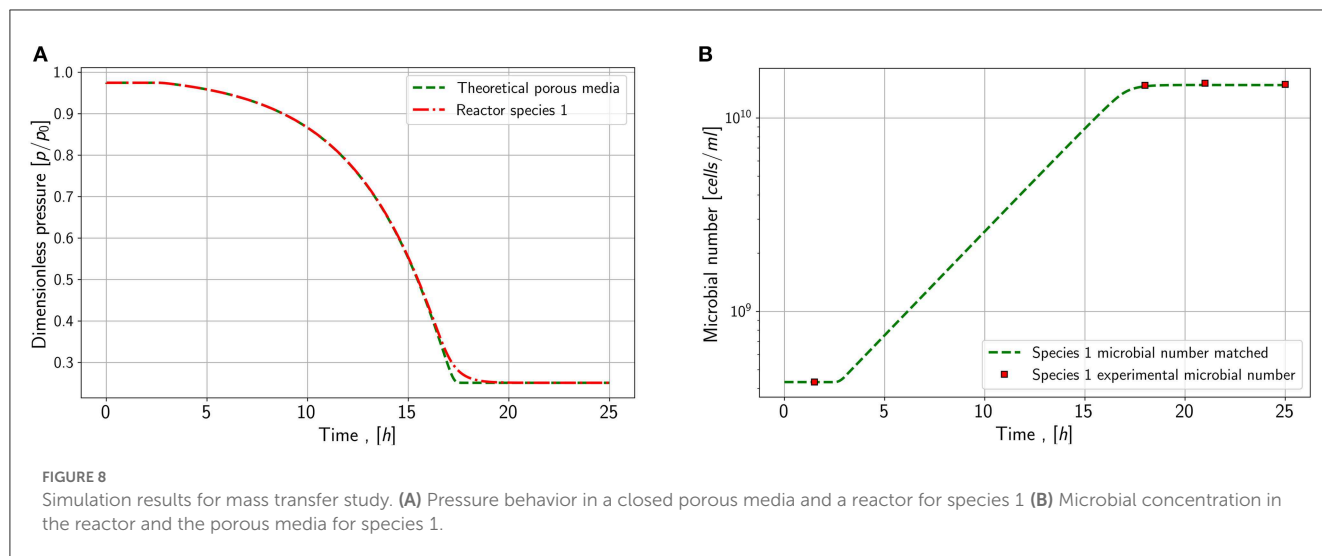 A
1.0
0.9
0.8
0.7
0.6
0.5
0.4
0.3
Dimensionless pressure [p/p0]
Theoretical porous media
Reactor species 1
0 5 10 15 20 25
Time , [h]
B
10^10
10^9
Microbial number [cells/ml]
Species 1 microbial number matched
Species 1 experimental microbial number
0 5 10 15 20 25
Time , [h]
FIGURE 8
Simulation results for mass transfer study. (A) Pressure behavior in a closed porous media and a reactor for species 1 (B) Microbial concentration in
the reactor and the porous media for species 1.